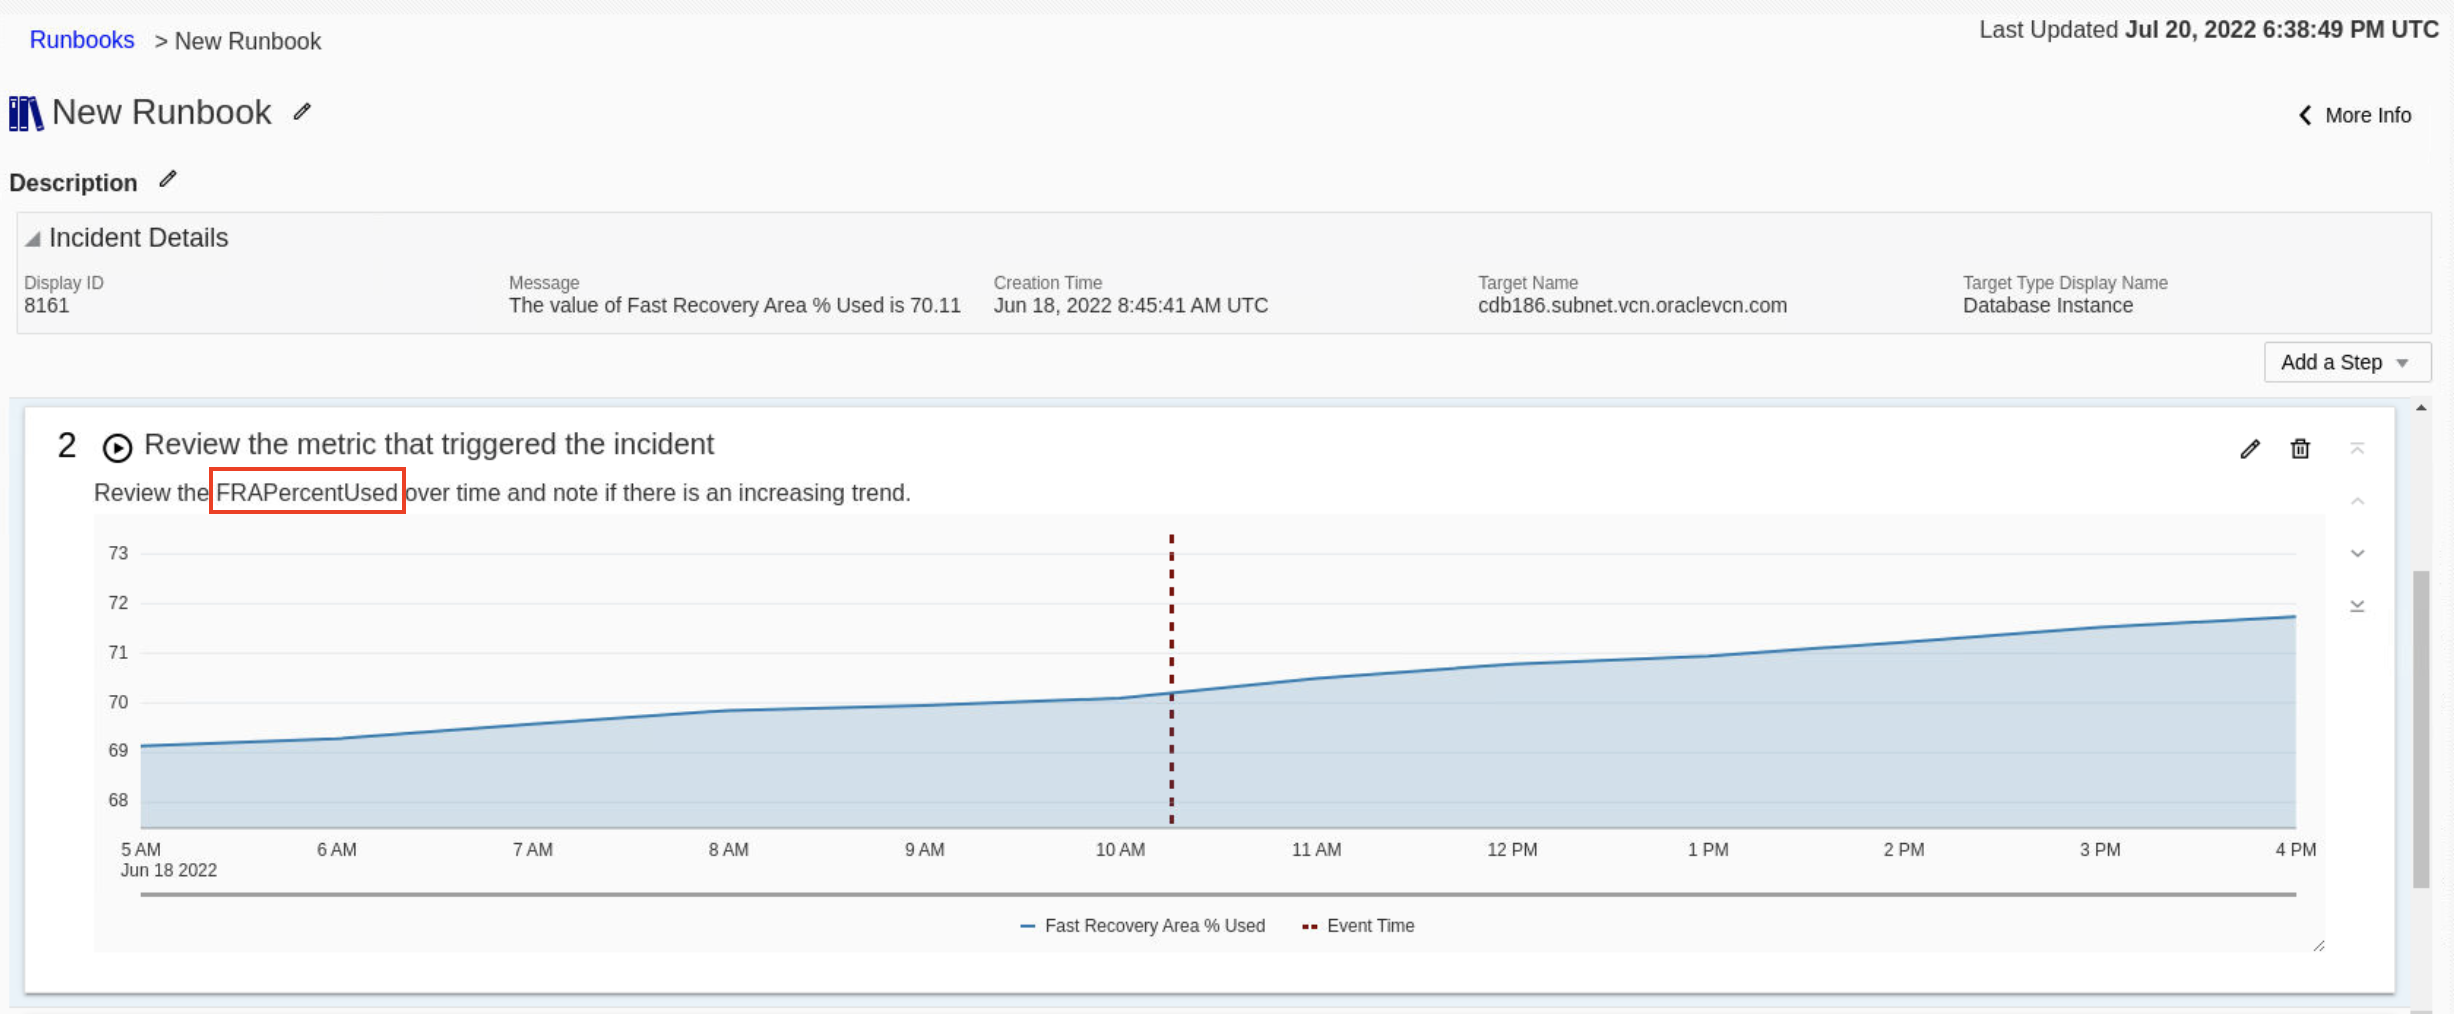 Runbooks > New Runbook
Last Updated Jul 20, 2022 6:38:49 PM UTC
New Runbook
More Info
Description
Incident Details
Display ID
8161
Message
The value of Fast Recovery Area % Used is 70.11
Creation Time
Jun 18, 2022 8:45:41 AM UTC
Target Name
cdb186.subnet.vcn.oraclevcn.com
Target Type Display Name
Database Instance
Add a Step
2 Review the metric that triggered the incident
Review the FRAPercentUsed over time and note if there is an increasing trend.
73
72
71
70
69
68
5 AM 6 AM 7 AM 8 AM 9 AM 10 AM 11 AM 12 PM 1 PM 2 PM 3 PM 4 PM
Jun 18 2022
Fast Recovery Area % Used Event Time